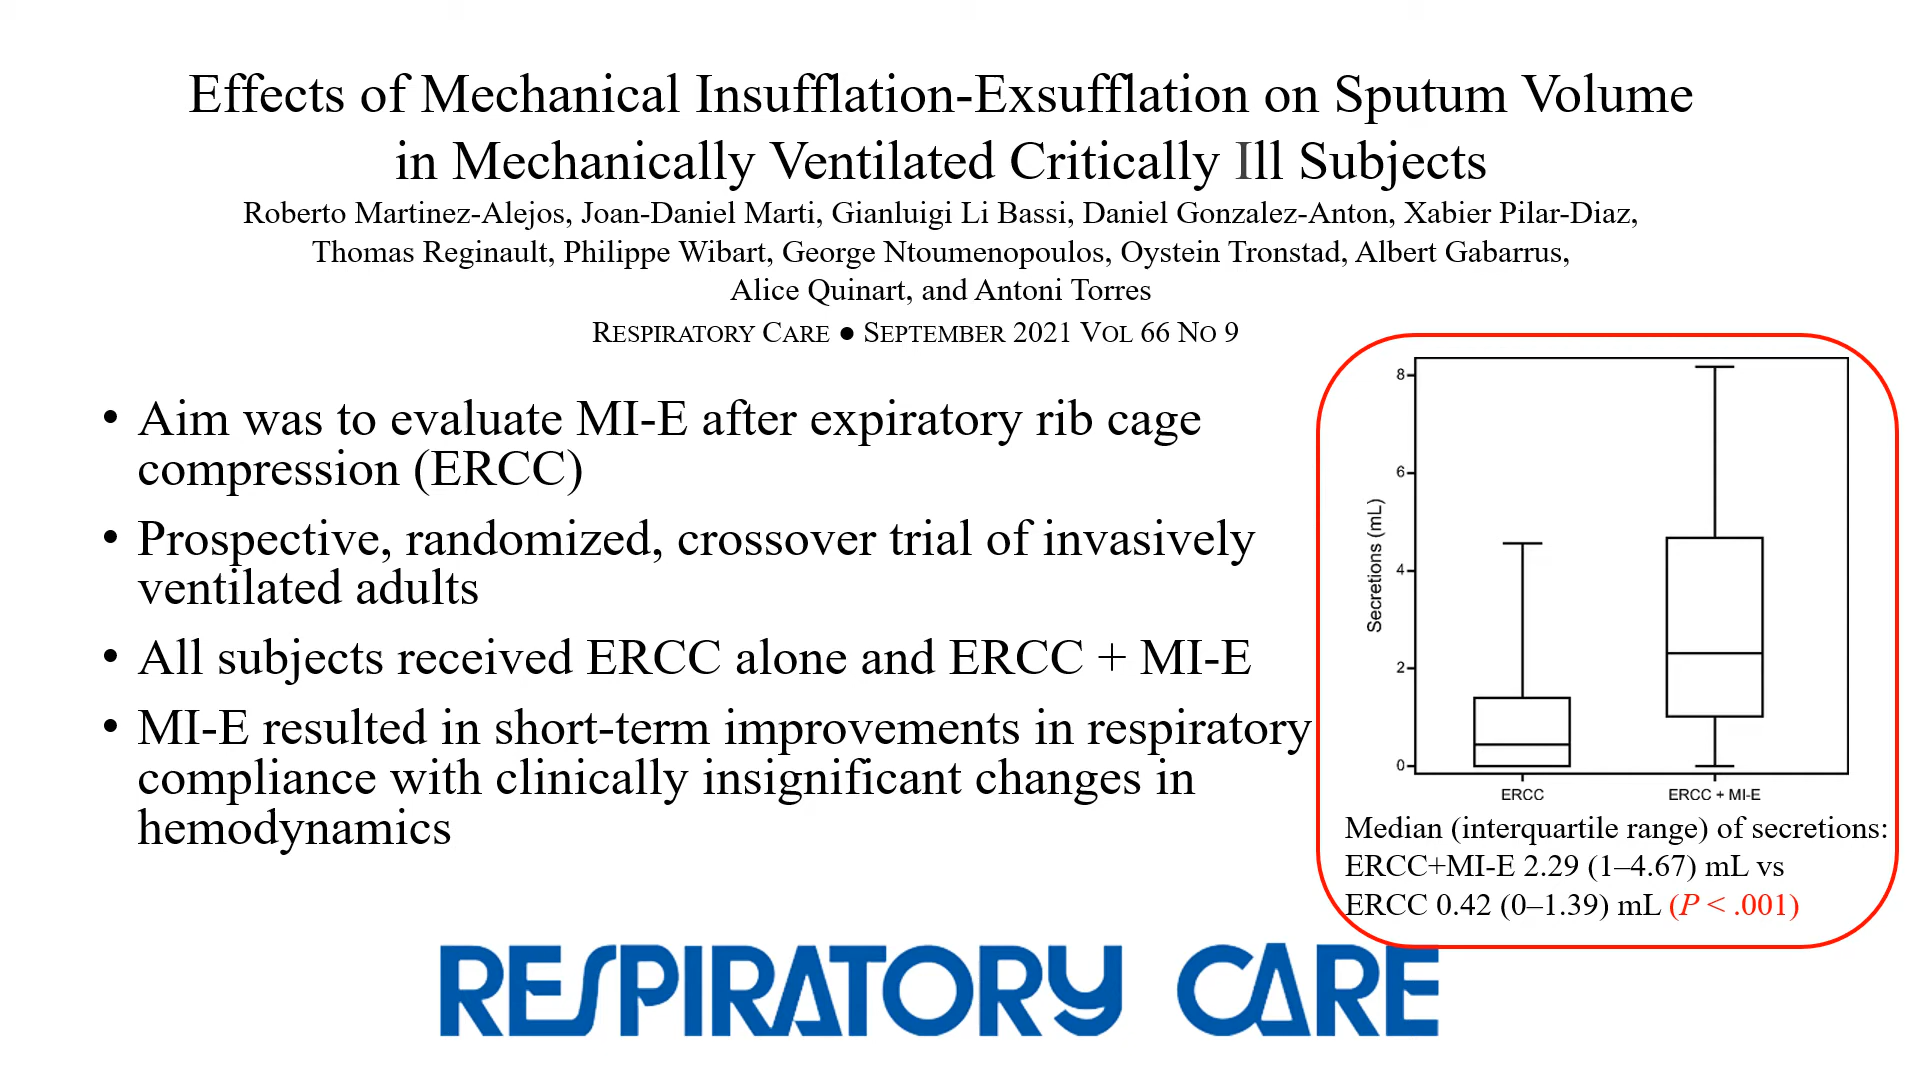 Effects of Mechanical Insufflation-Exsufflation on Sputum Volume
in Mechanically Ventilated Critically Ill Subjects
Roberto Martinez-Alejos, Joan-Daniel Marti, Gianluigi Li Bassi, Daniel Gonzalez-Anton, Xabier Pilar-Diaz,
Thomas Reginault, Philippe Wibart, George Ntoumenopoulos, Oystein Tronstad, Albert Gabarrus,
Alice Quinart, and Antoni Torres
RESPIRATORY CARE ● SEPTEMBER 2021 VOL 66 NO 9
• Aim was to evaluate MI-E after expiratory rib cage
compression (ERCC)
• Prospective, randomized, crossover trial of invasively
ventilated adults
• All subjects received ERCC alone and ERCC + MI-E
• MI-E resulted in short-term improvements in respiratory
compliance with clinically insignificant changes in
hemodynamics
Secretions (mL)
8
6
4
2
0
ERCC ERCC + MI-E
Median (interquartile range) of secretions:
ERCC+MI-E 2.29 (1–4.67) mL vs
ERCC 0.42 (0–1.39) mL (P < .001)
RESPIRATORY CARE